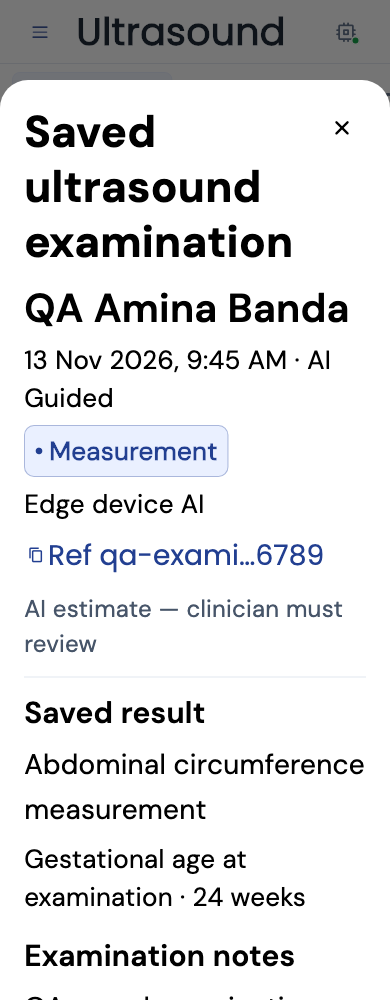 Ultrasound
Saved
ultrasound
examination
QA Amina Banda
13 Nov 2026, 9:45 AM · AI
Guided
• Measurement
Edge device AI
Ref qa-exami...6789
AI estimate — clinician must
review
Saved result
Abdominal circumference
measurement
Gestational age at
examination · 24 weeks
Examination notes